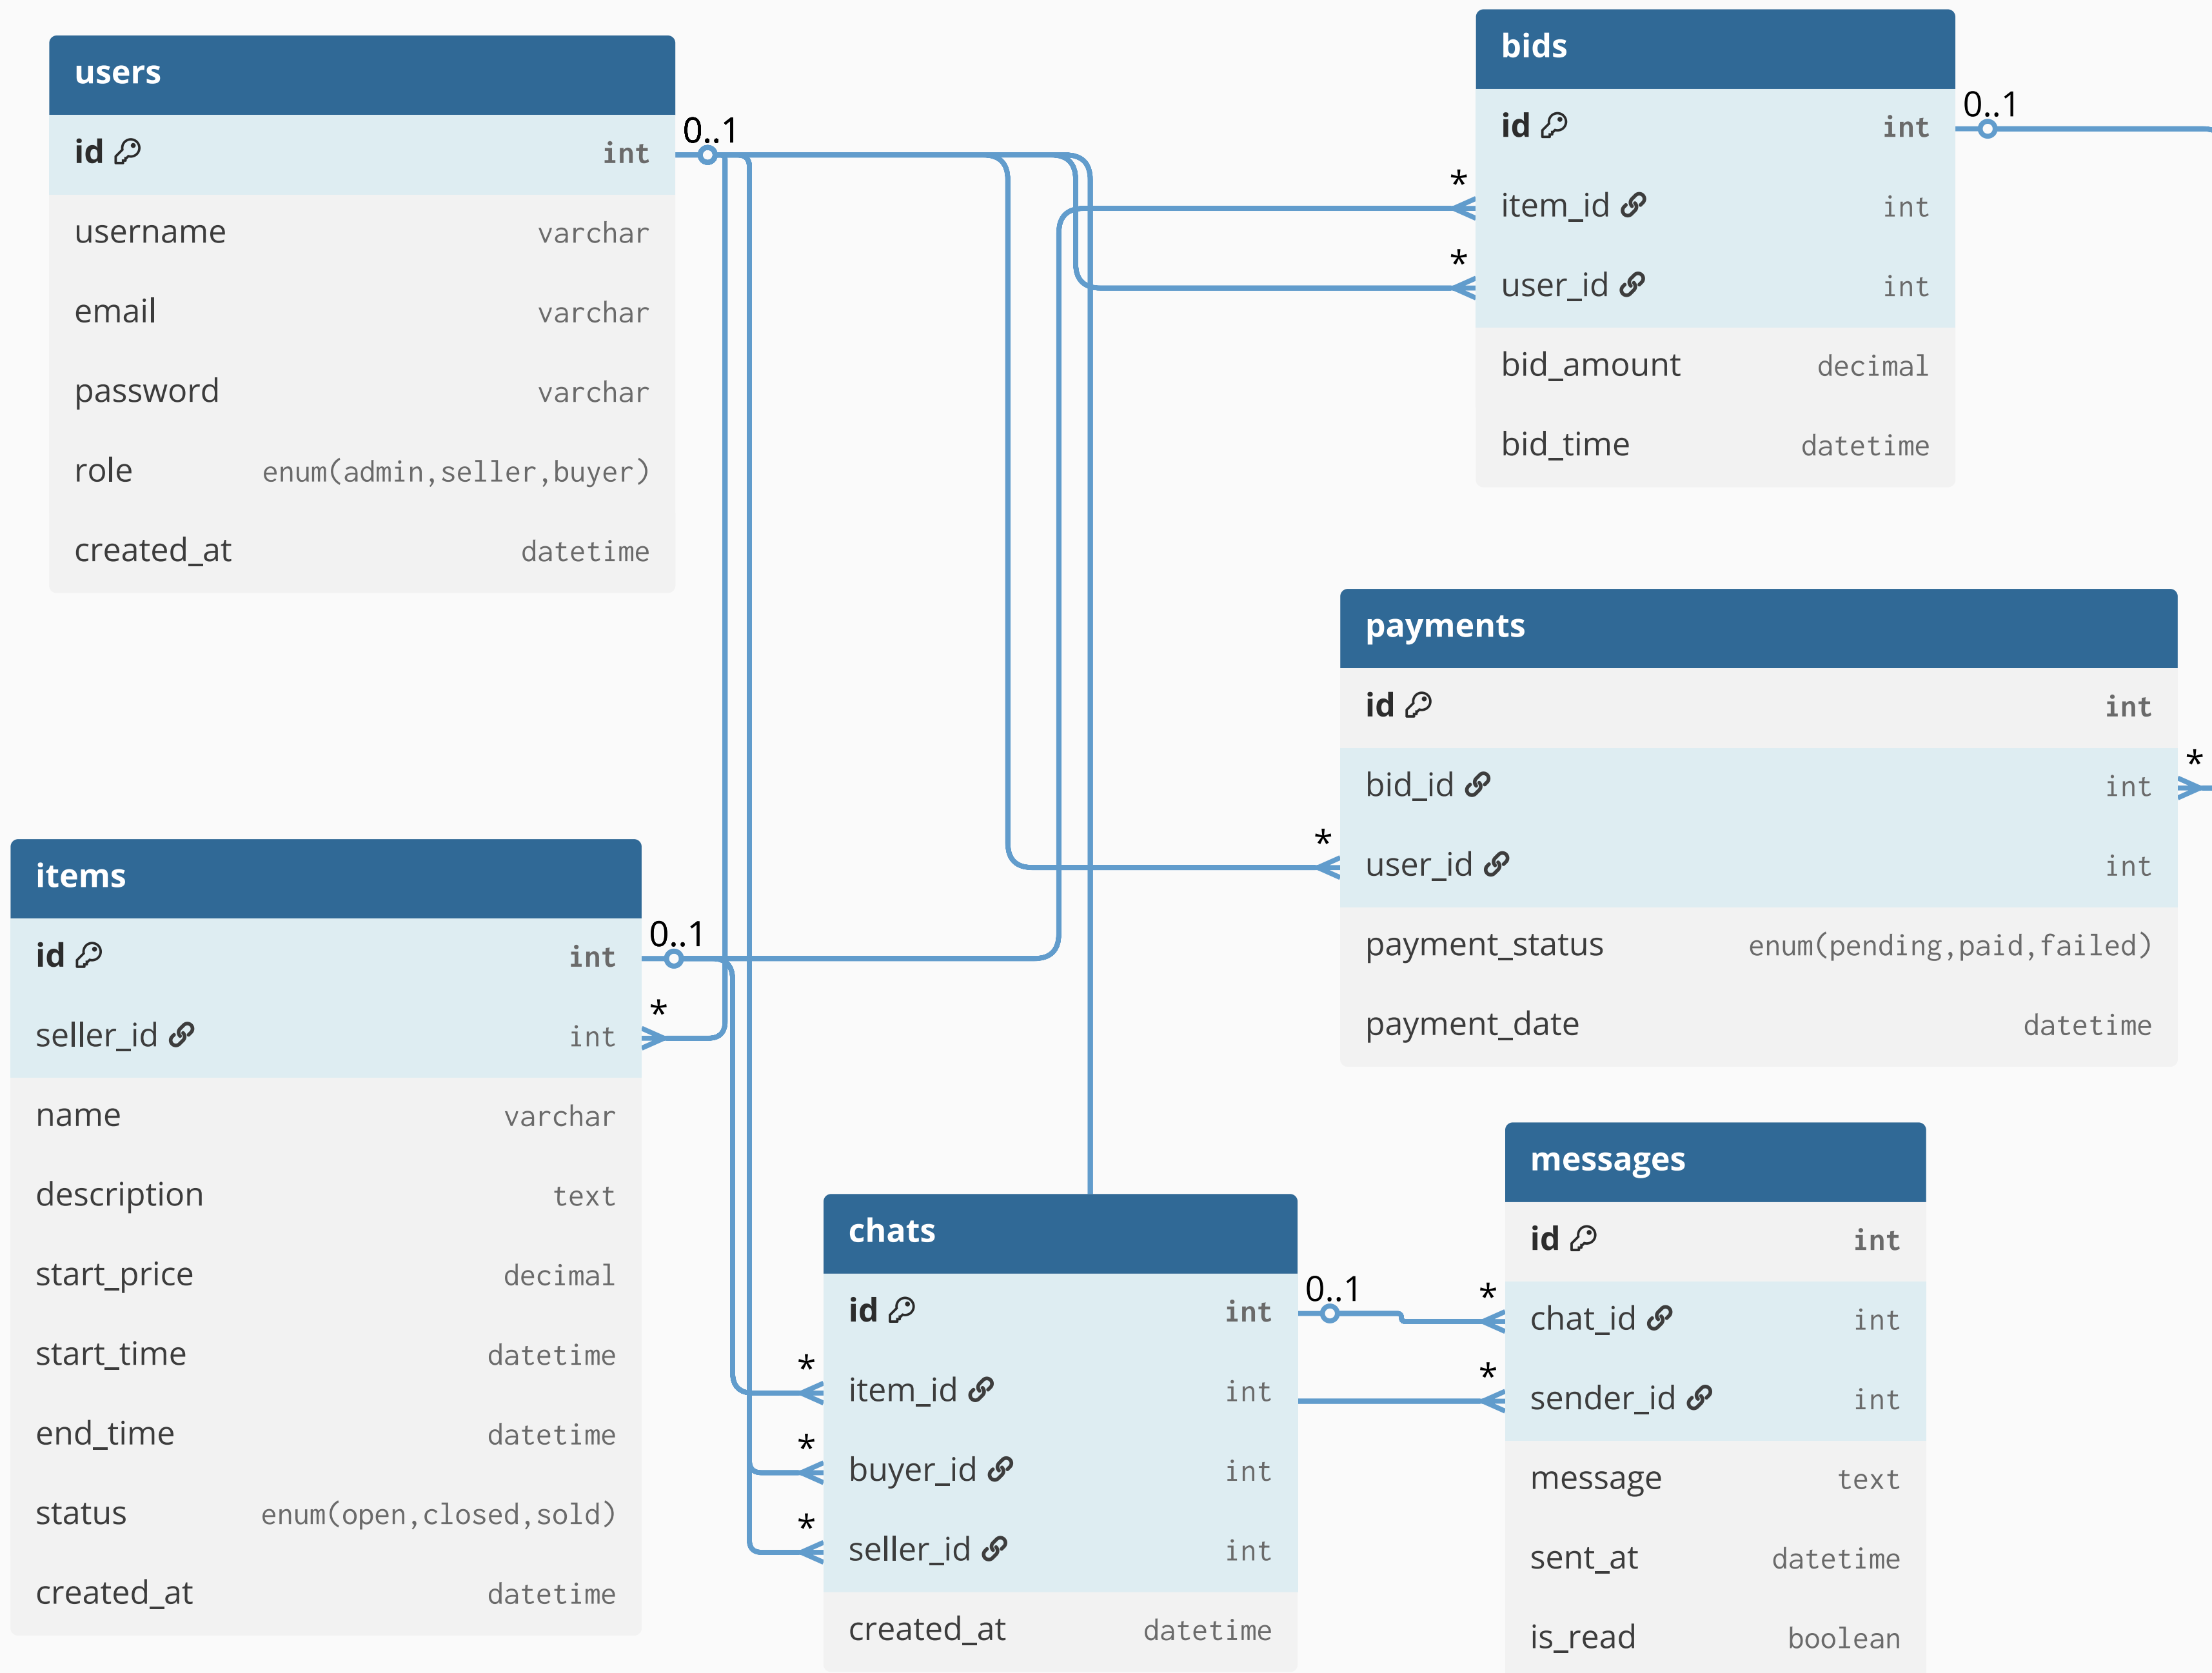 users
0..1
id int
username varchar
email varchar
password varchar
role enum(admin,seller,buyer)
created_at datetime
bids
0..1
id int
*
item_id int
*
user_id int
bid_amount decimal
bid_time datetime
payments
id int
*
bid_id int
*
user_id int
payment_status enum(pending,paid,failed)
payment_date datetime
items
0..1
id int
*
seller_id int
name varchar
description text
start_price decimal
start_time datetime
end_time datetime
status enum(open,closed,sold)
created_at datetime
chats
0..1
id int
*
item_id int
*
buyer_id int
*
seller_id int
created_at datetime
messages
id int
*
chat_id int
*
sender_id int
message text
sent_at datetime
is_read boolean